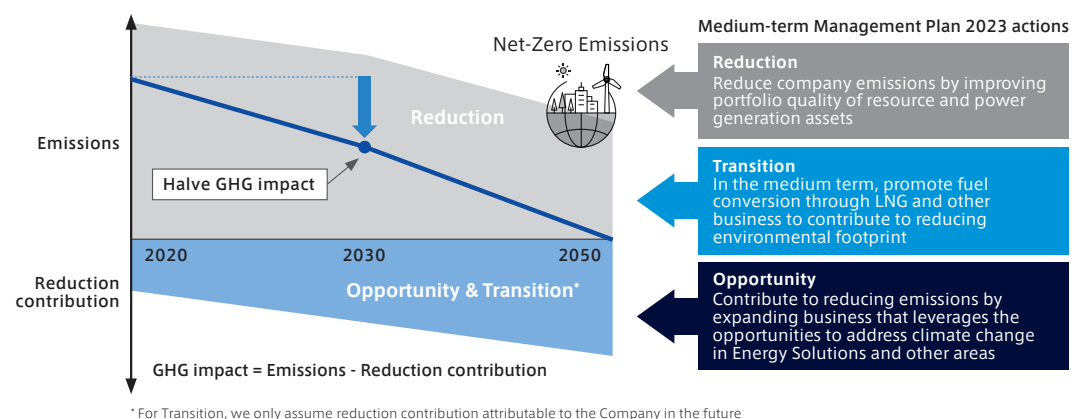 Medium-term Management Plan 2023 actions
Net-Zero Emissions
Reduction
Emissions
Halve GHG impact
2020
2030
2050
Reduction
contribution
Opportunity & Transition*
GHG impact = Emissions - Reduction contribution
Reduction
Reduce company emissions by improving
portfolio quality of resource and power
generation assets
Transition
In the medium term, promote fuel
conversion through LNG and other
business to contribute to reducing
environmental footprint
Opportunity
Contribute to reducing emissions by
expanding business that leverages the
opportunities to address climate change
in Energy Solutions and other areas
* For Transition, we only assume reduction contribution attributable to the Company in the future